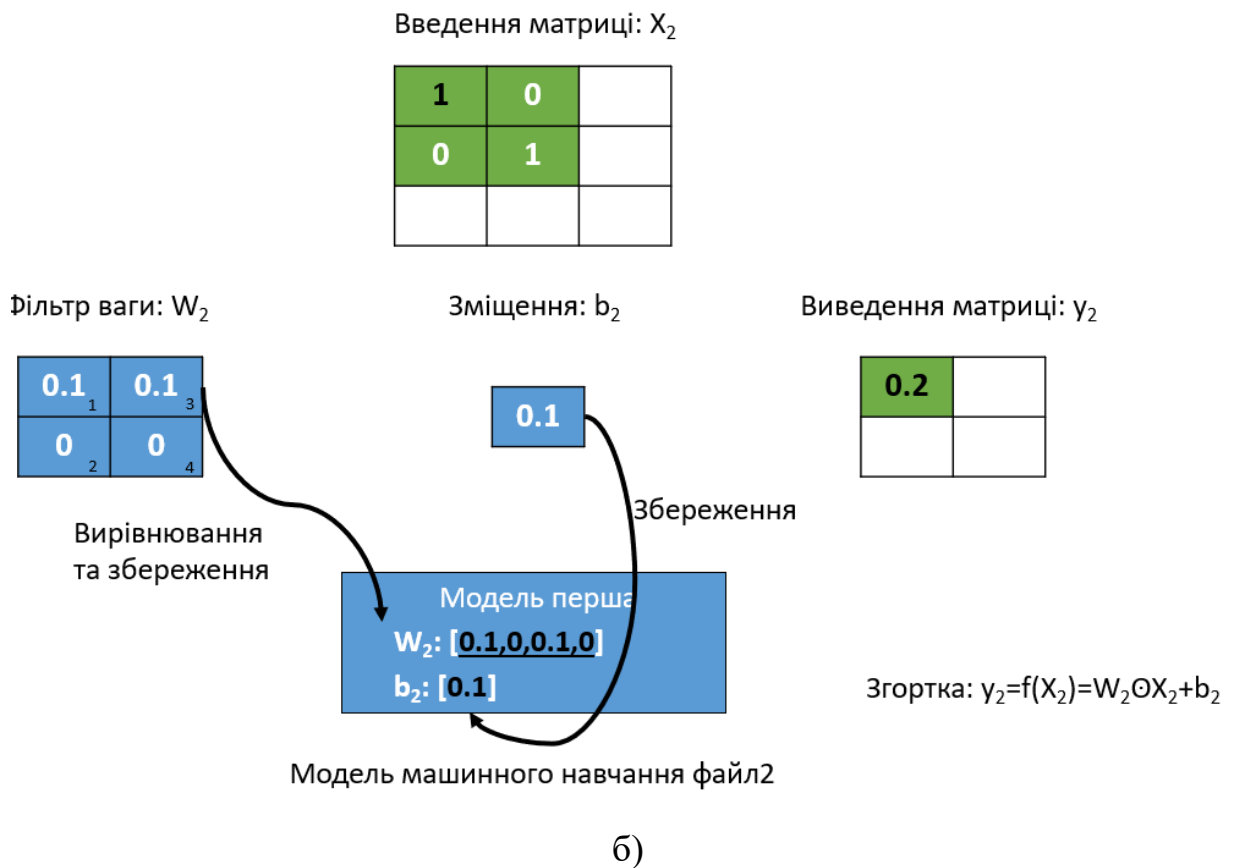 Введення матриці: X₂
1 0
0 1
Фільтр ваги: W₂
Зміщення: b₂
Виведення матриці: y₂
0.1 1 0.1 3
0 2 0 4
0.1
0.2
Вирівнювання
та збереження
Збереження
Модель перша
W₂: [0.1,0,0.1,0]
b₂: [0.1]
Згортка: y₂=f(X₂)=W₂ʘX₂+b₂
Модель машинного навчання файл2
б)